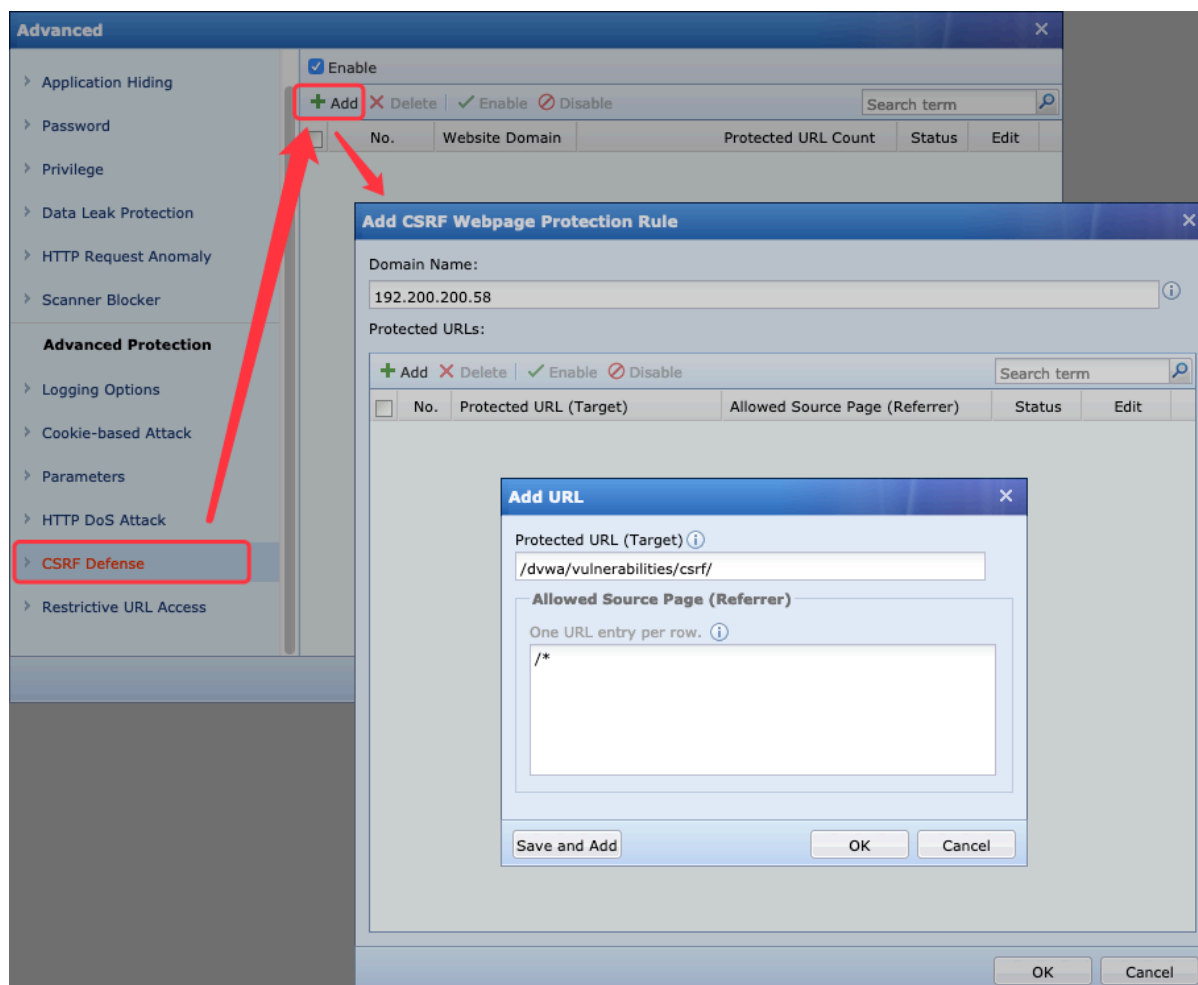 Advanced
Application Hiding
Password
Privilege
Data Leak Protection
HTTP Request Anomaly
Scanner Blocker
Advanced Protection
Logging Options
Cookie-based Attack
Parameters
HTTP DoS Attack
CSRF Defense
Restrictive URL Access
Enable
Add Delete Enable Disable Search term
No. Website Domain Protected URL Count Status Edit
Add CSRF Webpage Protection Rule
Domain Name:
192.200.200.58
Protected URLs:
Add Delete Enable Disable Search term
No. Protected URL (Target) Allowed Source Page (Referrer) Status Edit
Add URL
Protected URL (Target)
/dvwa/vulnerabilities/csrf/
Allowed Source Page (Referrer)
One URL entry per row.
/*
Save and Add OK Cancel
OK Cancel